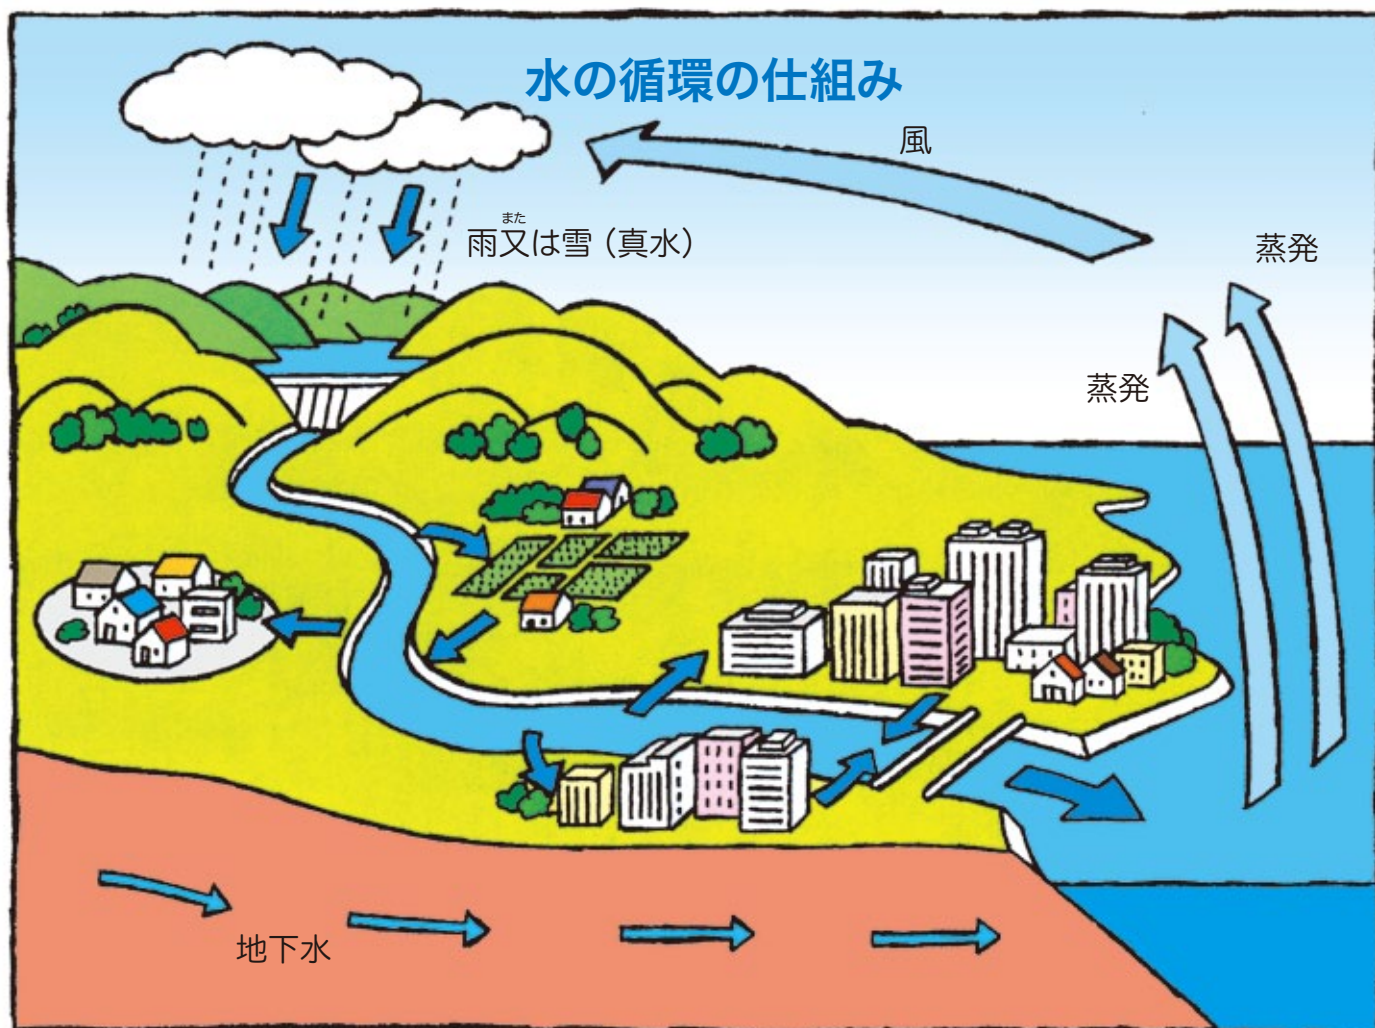 水の循環の仕組み
風
また
雨又は雪（真水）
蒸発
蒸発
地下水